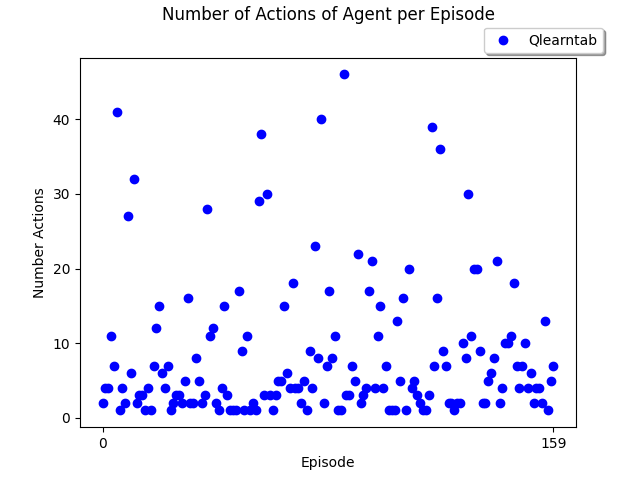 Number of Actions of Agent per Episode
Qlearntab
40
30
20
10
0
Number Actions
0 159
Episode